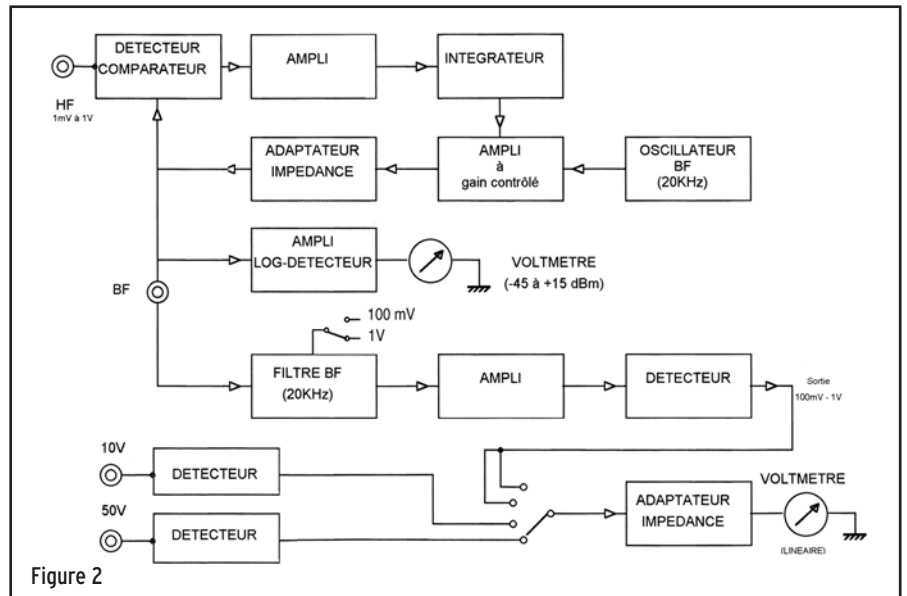 DETECTEUR
COMPARATEUR
AMPLI
INTEGRATEUR
HF
1mV à 1V
ADAPTATEUR
IMPEDANCE
AMPLI
à
gain contrôlé
OSCILLATEUR
BF
(20KHz)
AMPLI
LOG-DETECTEUR
VOLTMETRE
(-45 à +15 dBm)
BF
100 mV
1V
FILTRE BF
(20KHz)
AMPLI
DETECTEUR
Sortie
100mV - 1V
10V
DETECTEUR
50V
DETECTEUR
ADAPTATEUR
IMPEDANCE
VOLTMETRE
(LINEAIRE)
Figure 2